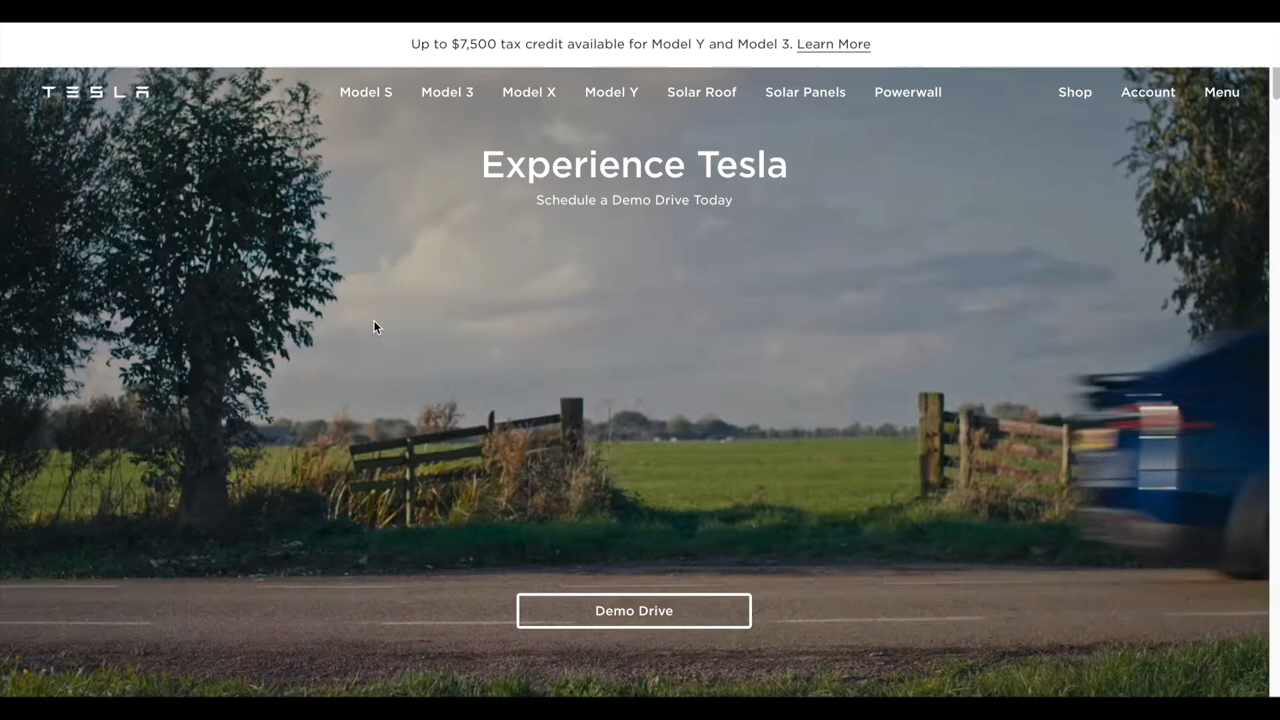 Up to $7,500 tax credit available for Model Y and Model 3. Learn More
TESLA Model S Model 3 Model X Model Y Solar Roof Solar Panels Powerwall Shop Account Menu
Experience Tesla
Schedule a Demo Drive Today
Demo Drive